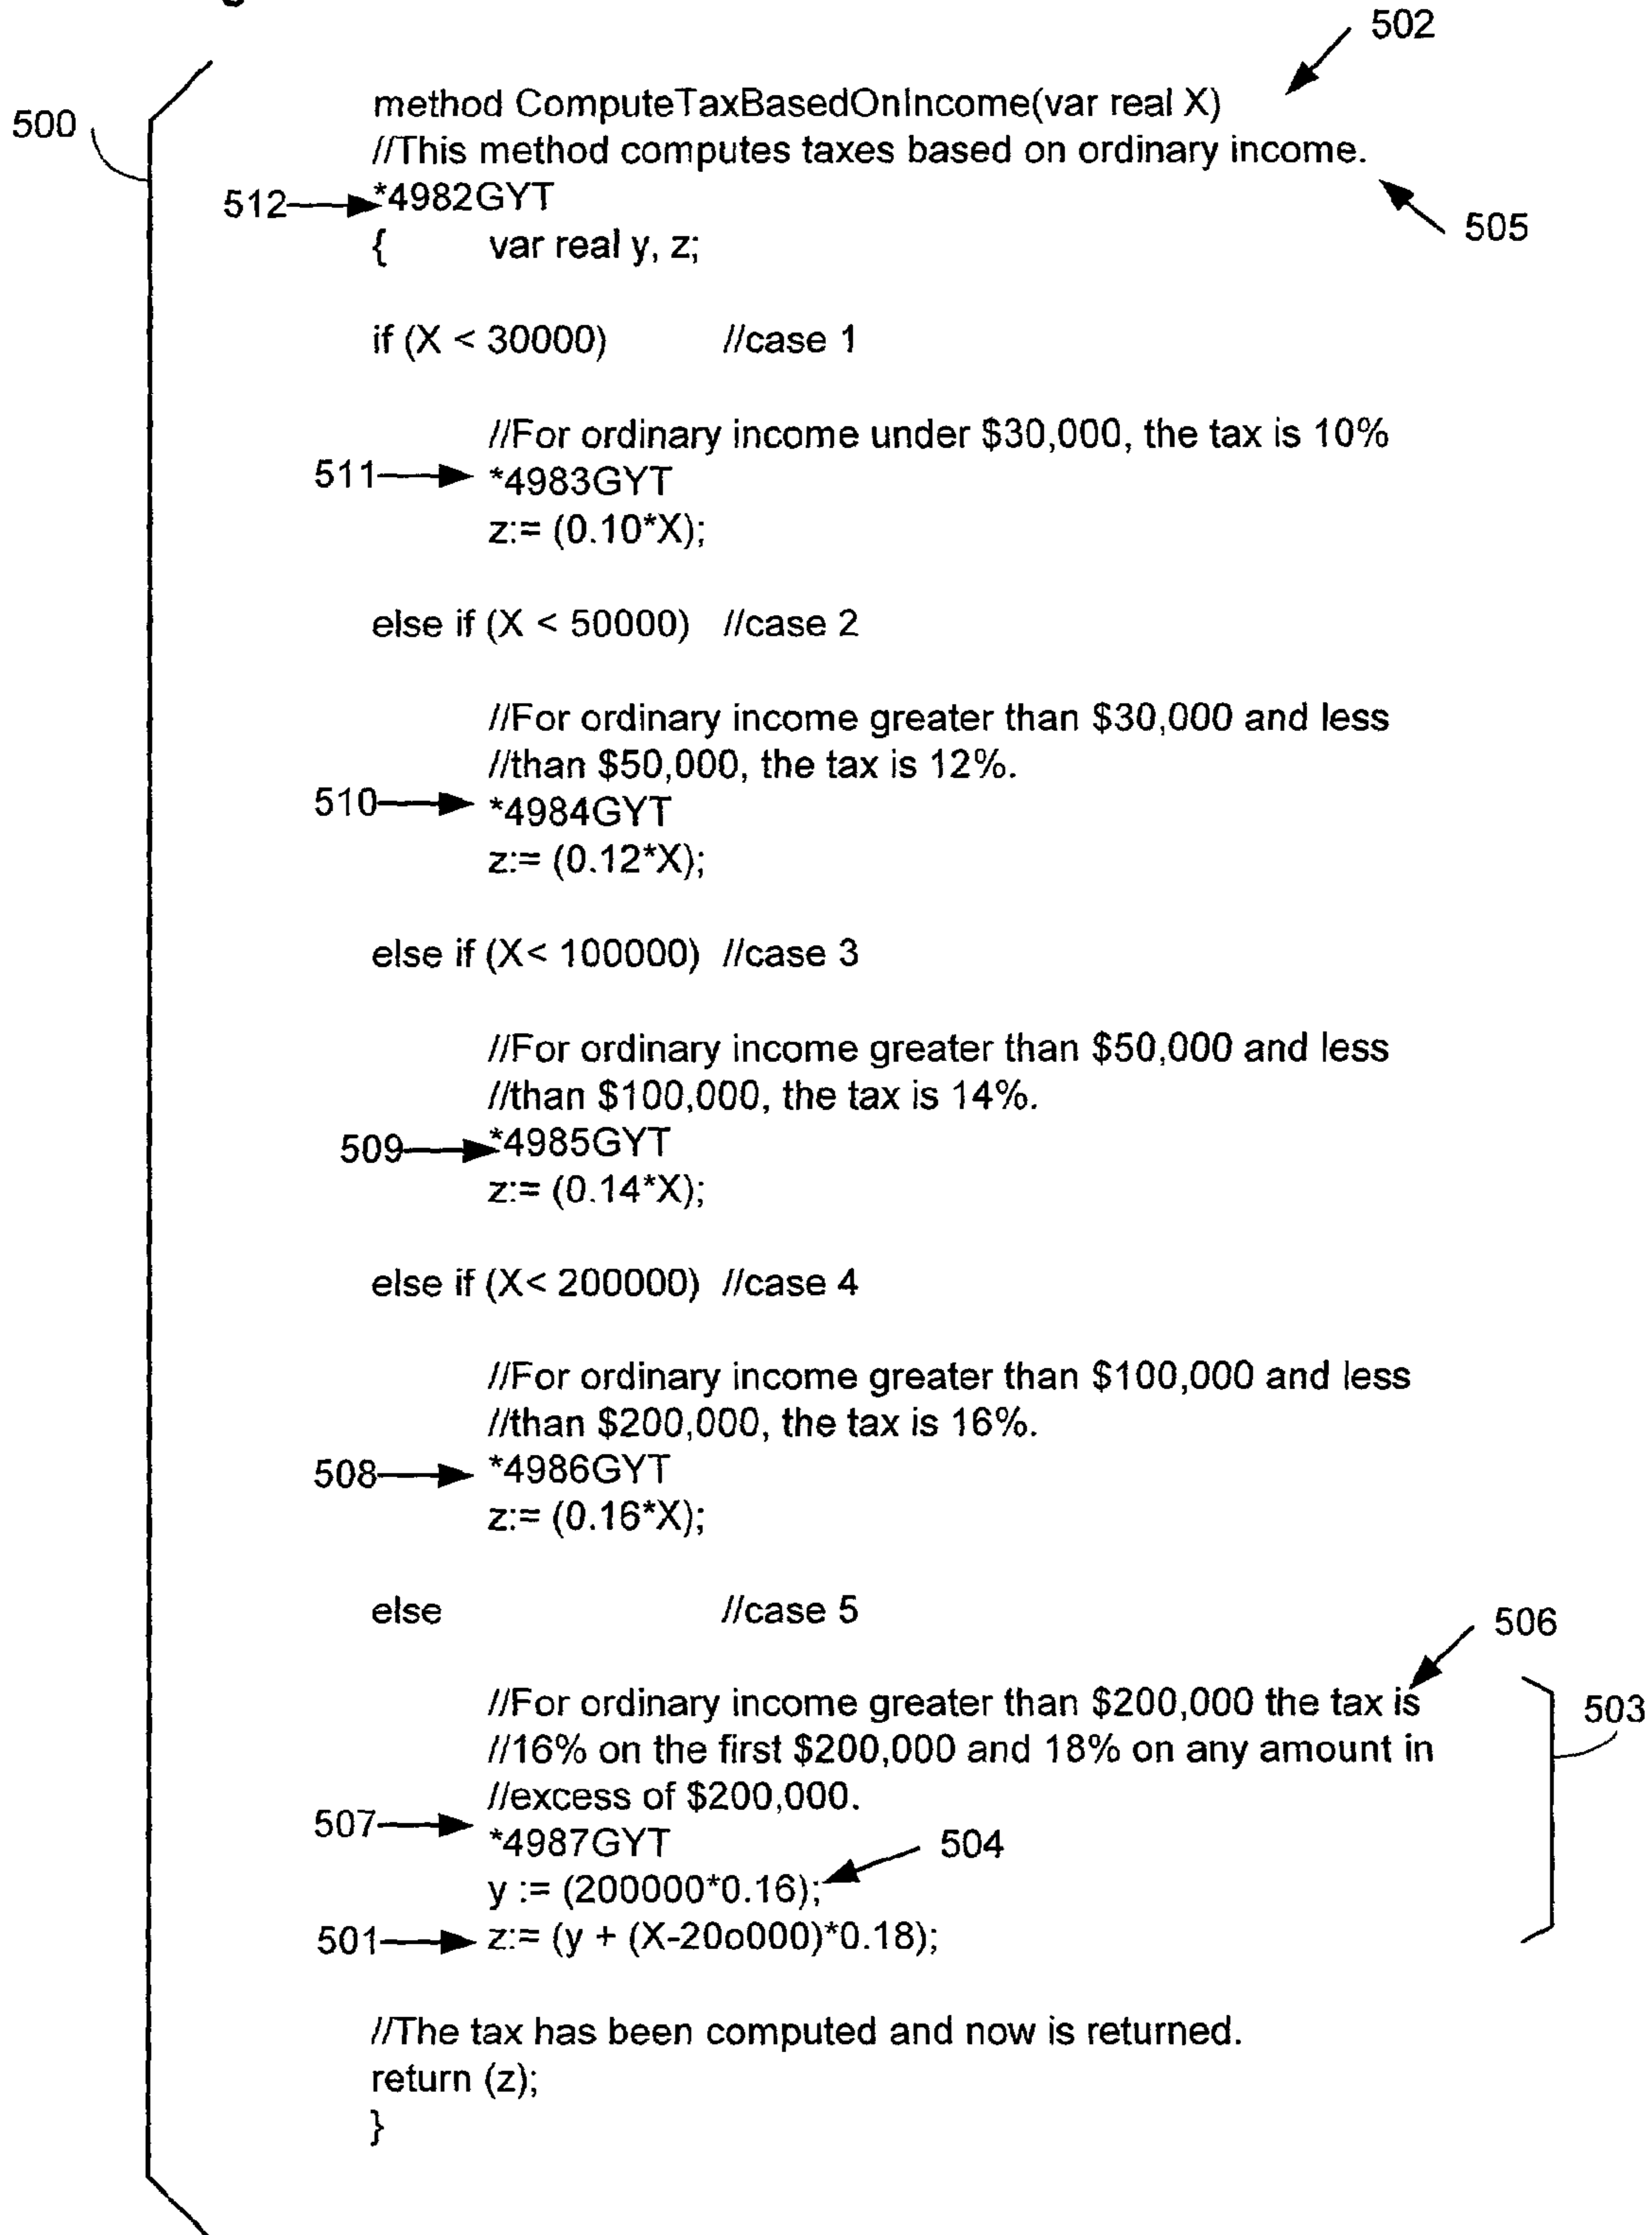 502
method ComputeTaxBasedOnIncome(var real X)
500
//This method computes taxes based on ordinary income.
512 *4982GYT
505
{ var real y, z;
if (X < 30000) //case 1
//For ordinary income under $30,000, the tax is 10%
511 *4983GYT
z:= (0.10*X);
else if (X < 50000) //case 2
//For ordinary income greater than $30,000 and less
//than $50,000, the tax is 12%.
510 *4984GYT
z:= (0.12*X);
else if (X< 100000) //case 3
//For ordinary income greater than $50,000 and less
//than $100,000, the tax is 14%.
509 *4985GYT
z:= (0.14*X);
else if (X< 200000) //case 4
//For ordinary income greater than $100,000 and less
//than $200,000, the tax is 16%.
508 *4986GYT
z:= (0.16*X);
else //case 5
506
//For ordinary income greater than $200,000 the tax is
503
//16% on the first $200,000 and 18% on any amount in
//excess of $200,000.
507 *4987GYT
504
y := (200000*0.16);
501 z:= (y + (X-20o000)*0.18);
//The tax has been computed and now is returned.
return (z);
}